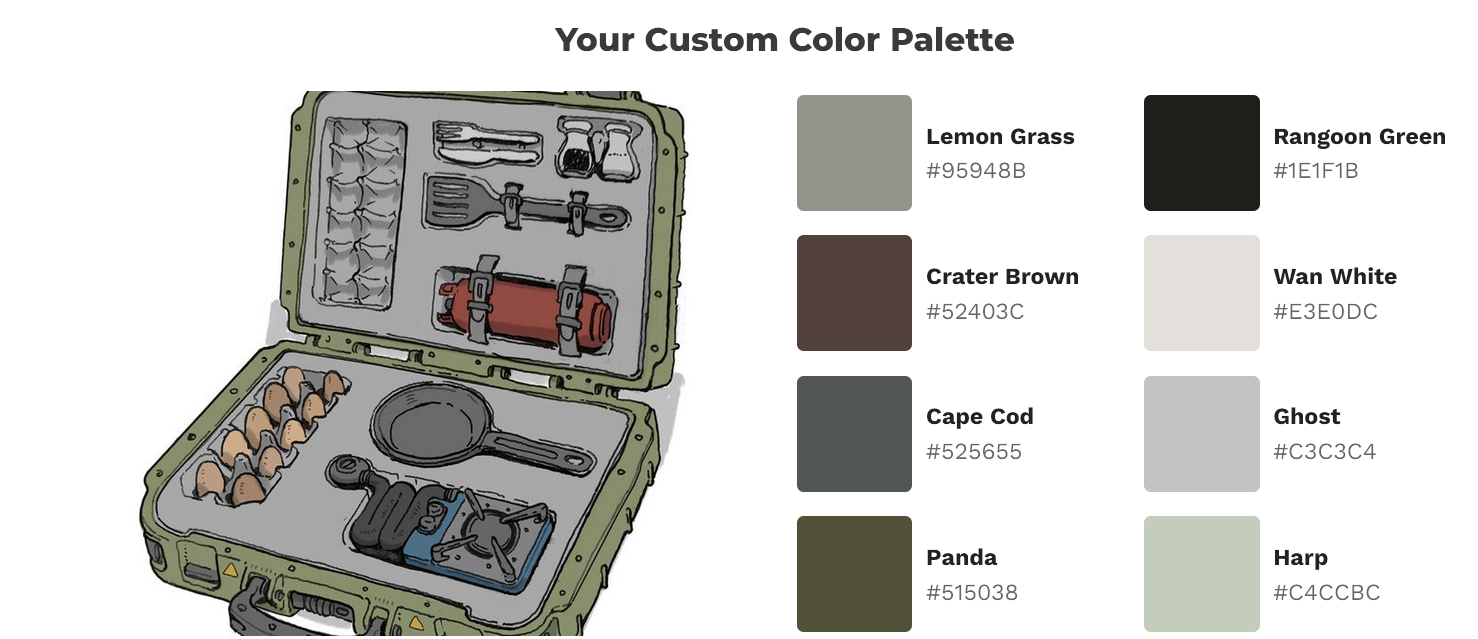 Your Custom Color Palette
Lemon Grass
#95948B
Rangoon Green
#1E1F1B
Crater Brown
#52403C
Wan White
#E3E0DC
Cape Cod
#525655
Ghost
#C3C3C4
Panda
#515038
Harp
#C4CCBC